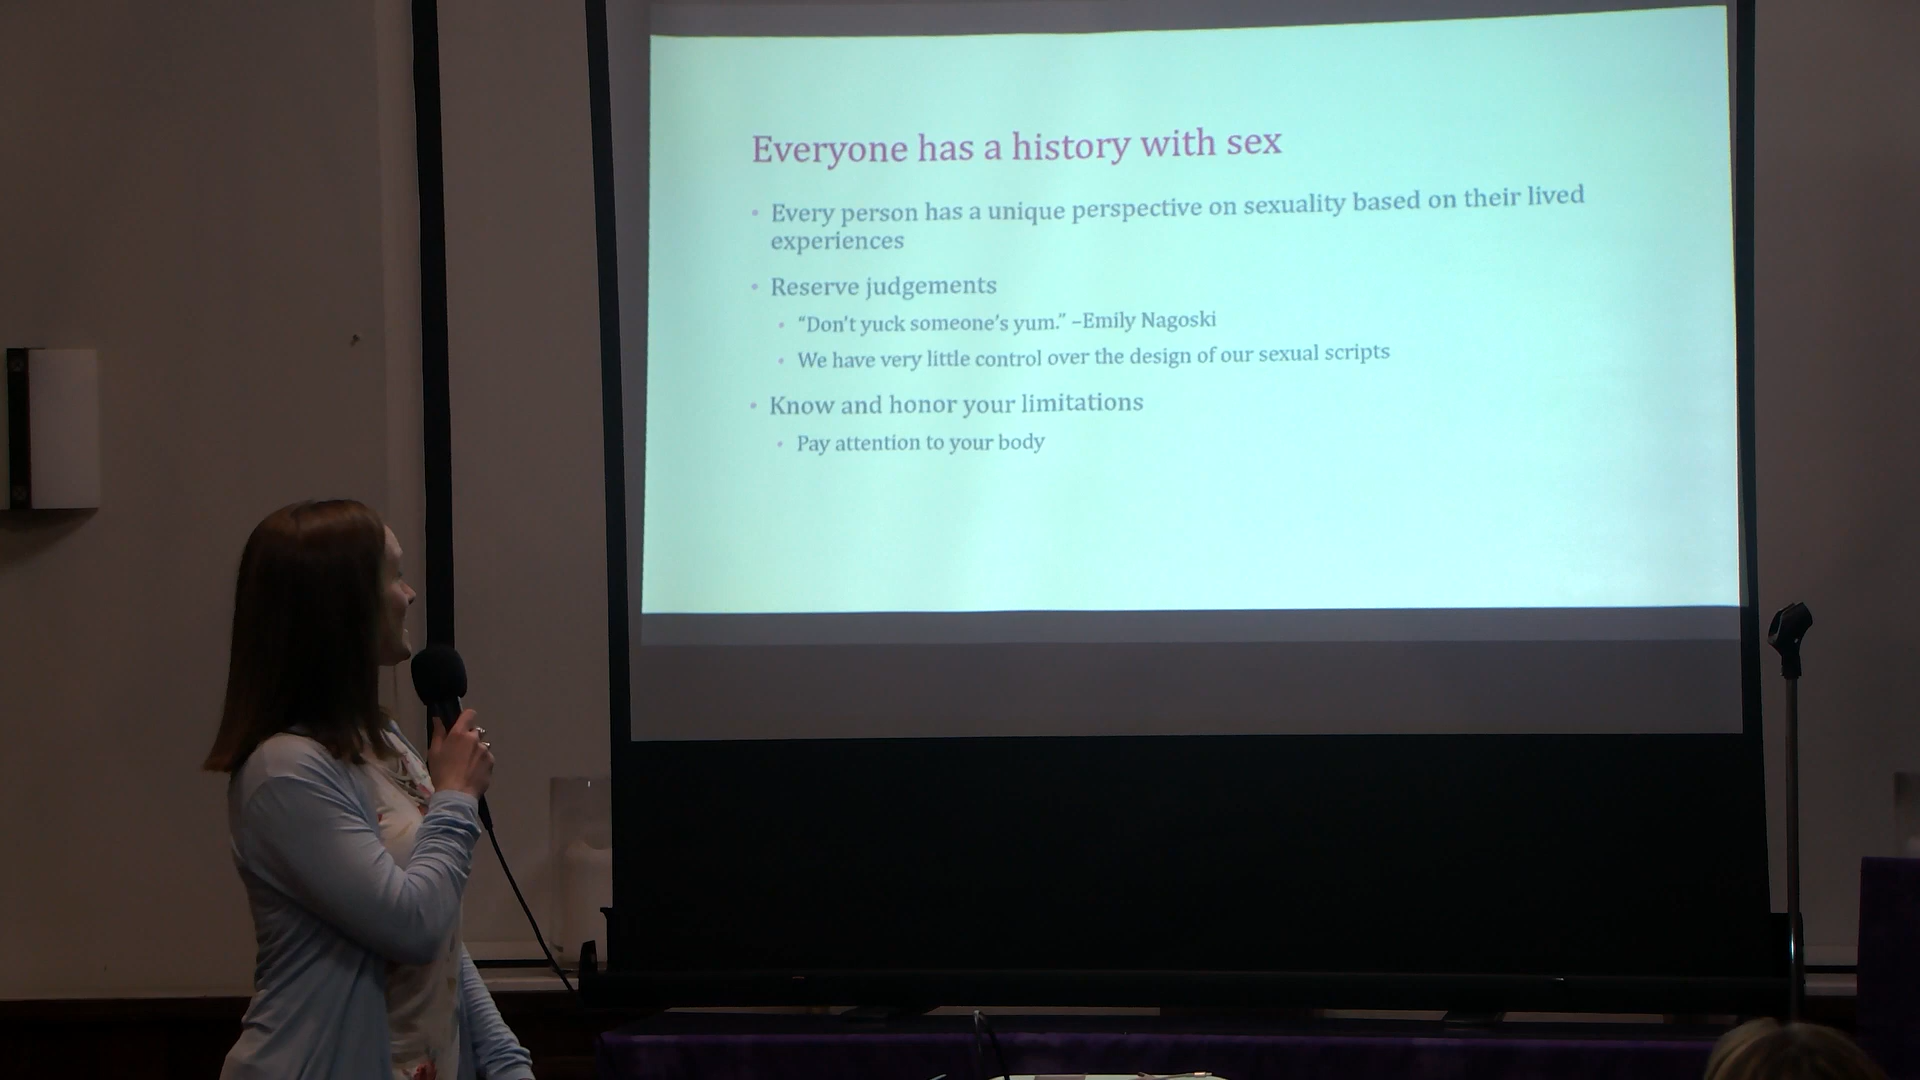 Everyone has a history with sex
• Every person has a unique perspective on sexuality based on their lived
experiences
• Reserve judgements
• “Don’t yuck someone’s yum.” –Emily Nagoski
• We have very little control over the design of our sexual scripts
• Know and honor your limitations
• Pay attention to your body